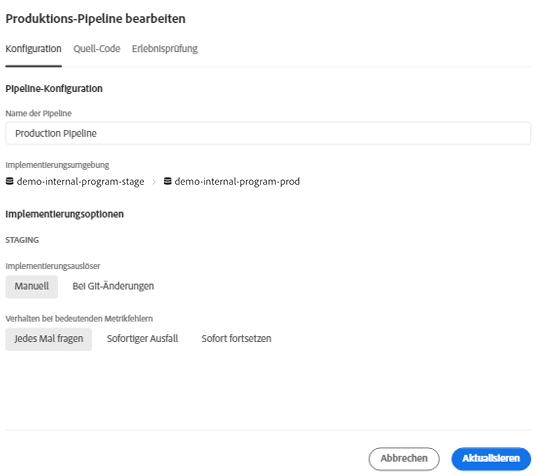 Produktions-Pipeline bearbeiten
Konfiguration Quell-Code Erlebnisprüfung
Pipeline-Konfiguration
Name der Pipeline
Production Pipeline
Implementierungsumgebung
demo-internal-program-stage demo-internal-program-prod
Implementierungsoptionen
STAGING
Implementierungsauslöser
Manuell Bei Git-Änderungen
Verhalten bei bedeutenden Metrikfehlern
Jedes Mal fragen Sofortiger Ausfall Sofort fortsetzen
Abbrechen Aktualisieren